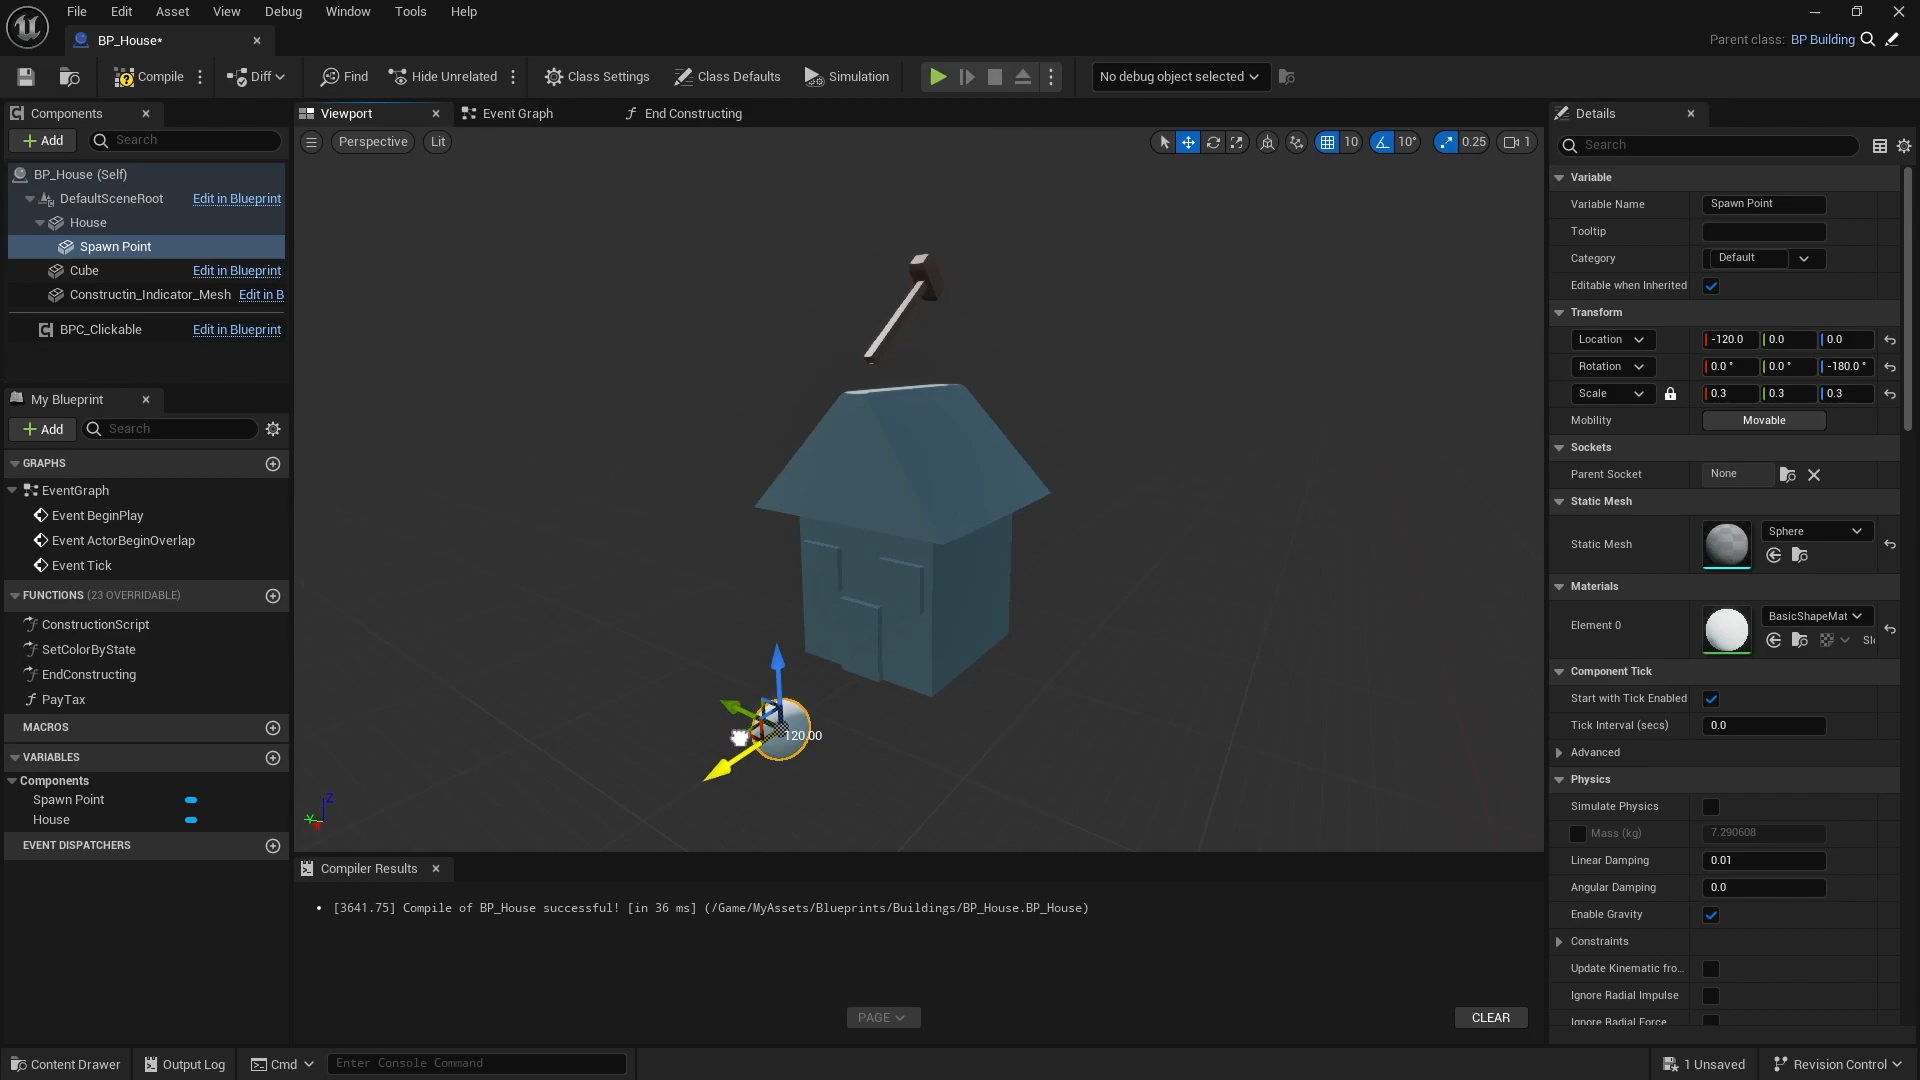 File Edit Asset View Debug Window Tools Help
BP_House*
Parent class: BP Building
Compile Diff Find Hide Unrelated Class Settings Class Defaults Simulation No debug object selected
Components
Add Search
BP_House (Self)
DefaultSceneRoot Edit in Blueprint
House
Spawn Point
Cube Edit in Blueprint
Constructin_Indicator_Mesh Edit in B
BPC_Clickable Edit in Blueprint
My Blueprint
Add Search
GRAPHS
EventGraph
Event BeginPlay
Event ActorBeginOverlap
Event Tick
FUNCTIONS (23 OVERRIDABLE)
ConstructionScript
SetColorByState
EndConstructing
PayTax
MACROS
VARIABLES
Components
Spawn Point
House
EVENT DISPATCHERS
Viewport Event Graph End Constructing
Perspective Lit 10 10° 0.25 1
120.00
Z
Y
Compiler Results
[3641.75] Compile of BP_House successful! [in 36 ms] (/Game/MyAssets/Blueprints/Buildings/BP_House.BP_House)
PAGE CLEAR
Details
Search
Variable
Variable Name Spawn Point
Tooltip
Category Default
Editable when Inherited
Transform
Location -120.0 0.0 0.0
Rotation 0.0 ° 0.0 ° -180.0 °
Scale 0.3 0.3 0.3
Mobility Movable
Sockets
Parent Socket None
Static Mesh
Static Mesh Sphere
Materials
Element 0 BasicShapeMat
Slo
Component Tick
Start with Tick Enabled
Tick Interval (secs) 0.0
Advanced
Physics
Simulate Physics
Mass (kg) 7.290608
Linear Damping 0.01
Angular Damping 0.0
Enable Gravity
Constraints
Update Kinematic fro...
Ignore Radial Impulse
Ignore Radial Force
Content Drawer Output Log Cmd Enter Console Command 1 Unsaved Revision Control